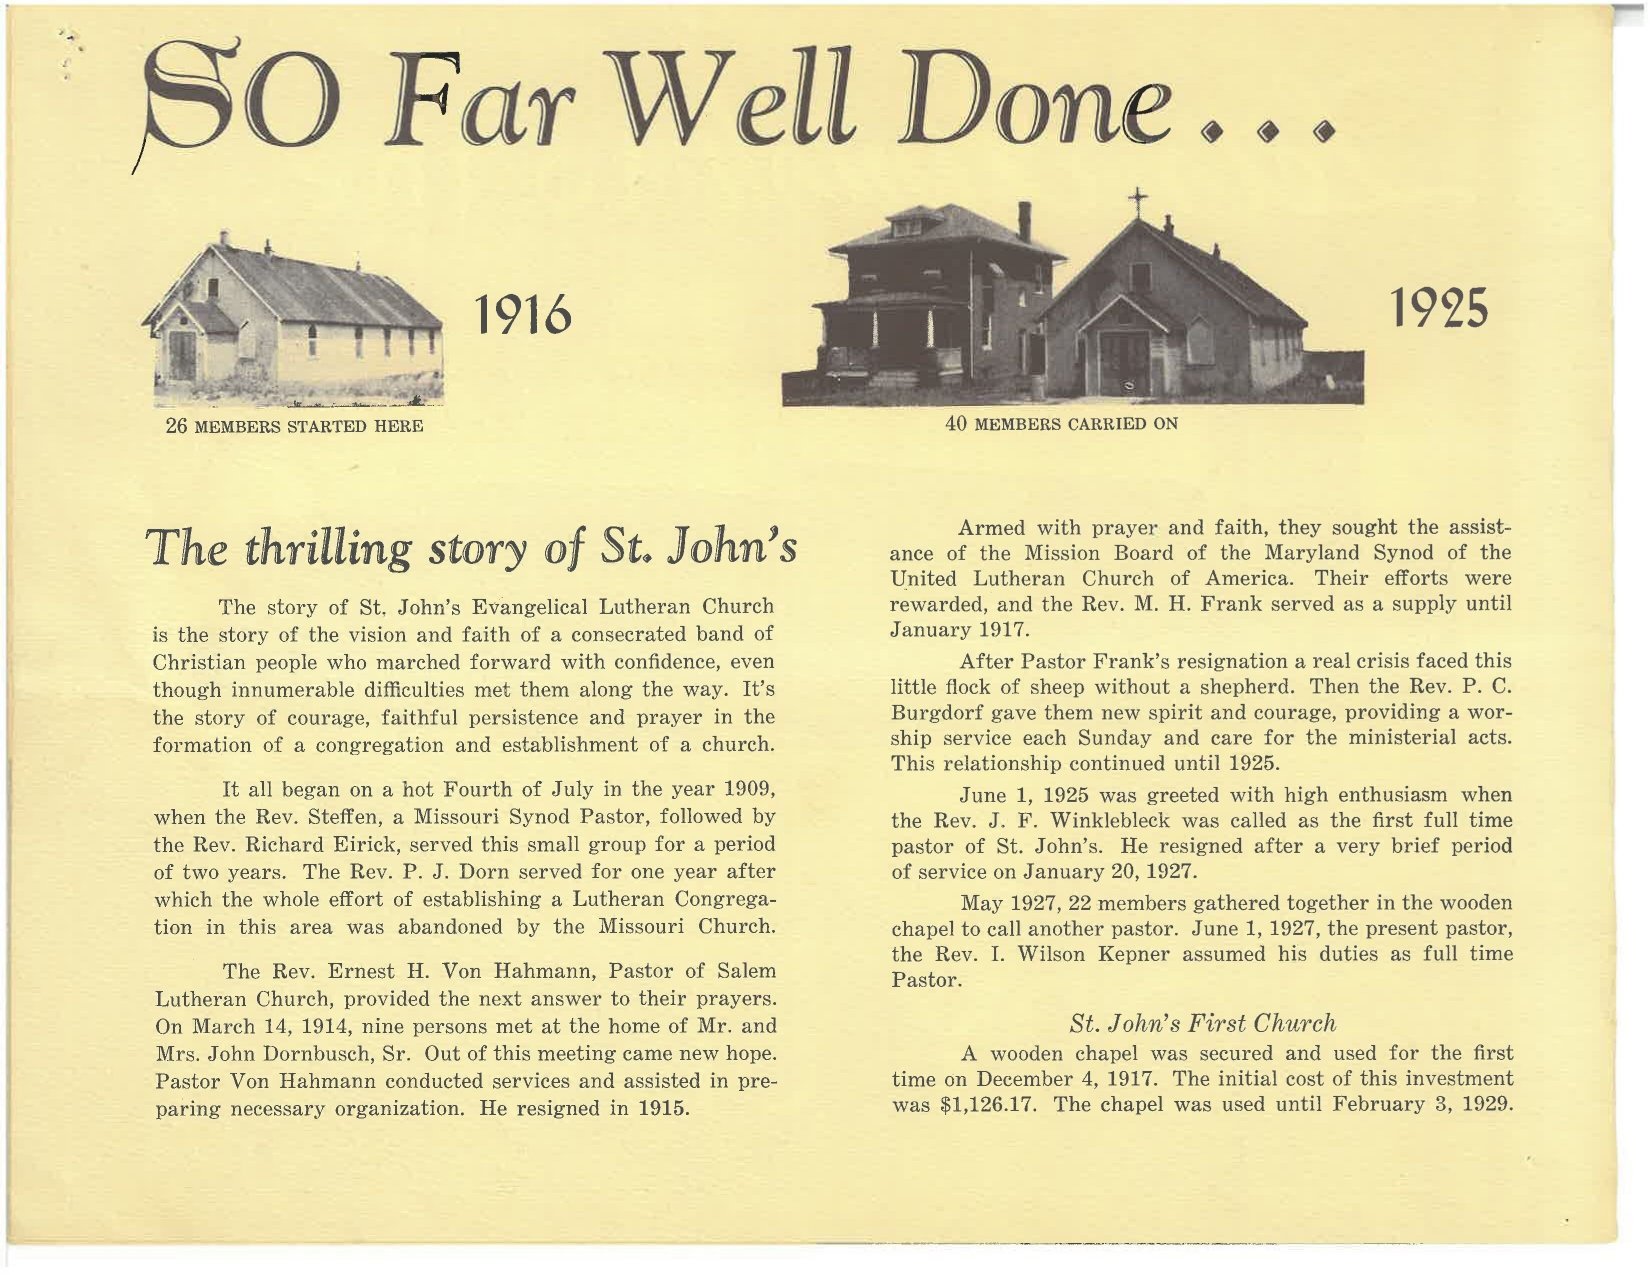 SO Far Well Done . . .
1916
1925
26 MEMBERS STARTED HERE
40 MEMBERS CARRIED ON
The thrilling story of St. John's
The story of St. John's Evangelical Lutheran Church
is the story of the vision and faith of a consecrated band of
Christian people who marched forward with confidence, even
though innumerable difficulties met them along the way. It's
the story of courage, faithful persistence and prayer in the
formation of a congregation and establishment of a church.
It all began on a hot Fourth of July in the year 1909,
when the Rev. Steffen, a Missouri Synod Pastor, followed by
the Rev. Richard Eirick, served this small group for a period
of two years. The Rev. P. J. Dorn served for one year after
which the whole effort of establishing a Lutheran Congrega-
tion in this area was abandoned by the Missouri Church.
The Rev. Ernest H. Von Hahmann, Pastor of Salem
Lutheran Church, provided the next answer to their prayers.
On March 14, 1914, nine persons met at the home of Mr. and
Mrs. John Dornbusch, Sr. Out of this meeting came new hope.
Pastor Von Hahmann conducted services and assisted in pre-
paring necessary organization. He resigned in 1915.
Armed with prayer and faith, they sought the assist-
ance of the Mission Board of the Maryland Synod of the
United Lutheran Church of America. Their efforts were
rewarded, and the Rev. M. H. Frank served as a supply until
January 1917.
After Pastor Frank's resignation a real crisis faced this
little flock of sheep without a shepherd. Then the Rev. P. C.
Burgdorf gave them new spirit and courage, providing a wor-
ship service each Sunday and care for the ministerial acts.
This relationship continued until 1925.
June 1, 1925 was greeted with high enthusiasm when
the Rev. J. F. Winklebleck was called as the first full time
pastor of St. John's. He resigned after a very brief period
of service on January 20, 1927.
May 1927, 22 members gathered together in the wooden
chapel to call another pastor. June 1, 1927, the present pastor,
the Rev. I. Wilson Kepner assumed his duties as full time
Pastor.
St. John's First Church
A wooden chapel was secured and used for the first
time on December 4, 1917. The initial cost of this investment
was $1,126.17. The chapel was used until February 3, 1929.